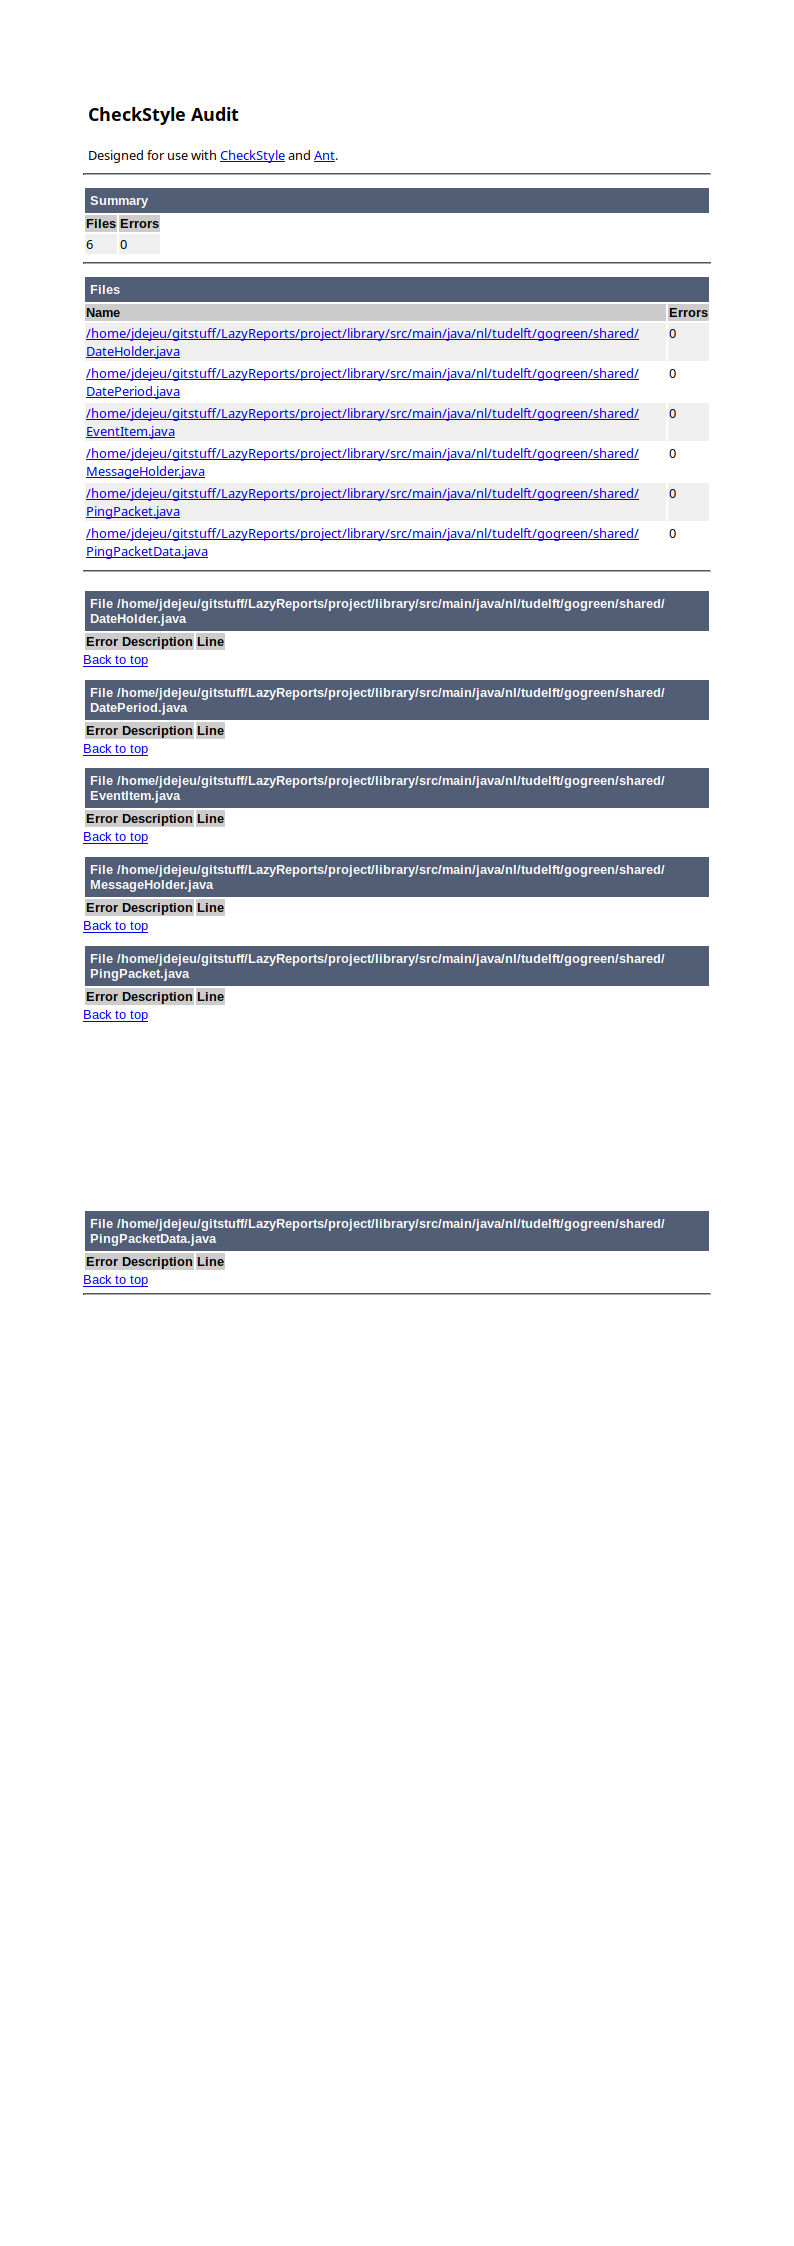 CheckStyle Audit
Designed for use with CheckStyle and Ant.
Summary
Files Errors
6 0
Files
Name Errors
/home/jdejeu/gitstuff/LazyReports/project/library/src/main/java/nl/tudelft/gogreen/shared/ 0
DateHolder.java
/home/jdejeu/gitstuff/LazyReports/project/library/src/main/java/nl/tudelft/gogreen/shared/ 0
DatePeriod.java
/home/jdejeu/gitstuff/LazyReports/project/library/src/main/java/nl/tudelft/gogreen/shared/ 0
EventItem.java
/home/jdejeu/gitstuff/LazyReports/project/library/src/main/java/nl/tudelft/gogreen/shared/ 0
MessageHolder.java
/home/jdejeu/gitstuff/LazyReports/project/library/src/main/java/nl/tudelft/gogreen/shared/ 0
PingPacket.java
/home/jdejeu/gitstuff/LazyReports/project/library/src/main/java/nl/tudelft/gogreen/shared/ 0
PingPacketData.java
File /home/jdejeu/gitstuff/LazyReports/project/library/src/main/java/nl/tudelft/gogreen/shared/
DateHolder.java
Error Description Line
Back to top
File /home/jdejeu/gitstuff/LazyReports/project/library/src/main/java/nl/tudelft/gogreen/shared/
DatePeriod.java
Error Description Line
Back to top
File /home/jdejeu/gitstuff/LazyReports/project/library/src/main/java/nl/tudelft/gogreen/shared/
EventItem.java
Error Description Line
Back to top
File /home/jdejeu/gitstuff/LazyReports/project/library/src/main/java/nl/tudelft/gogreen/shared/
MessageHolder.java
Error Description Line
Back to top
File /home/jdejeu/gitstuff/LazyReports/project/library/src/main/java/nl/tudelft/gogreen/shared/
PingPacket.java
Error Description Line
Back to top
File /home/jdejeu/gitstuff/LazyReports/project/library/src/main/java/nl/tudelft/gogreen/shared/
PingPacketData.java
Error Description Line
Back to top